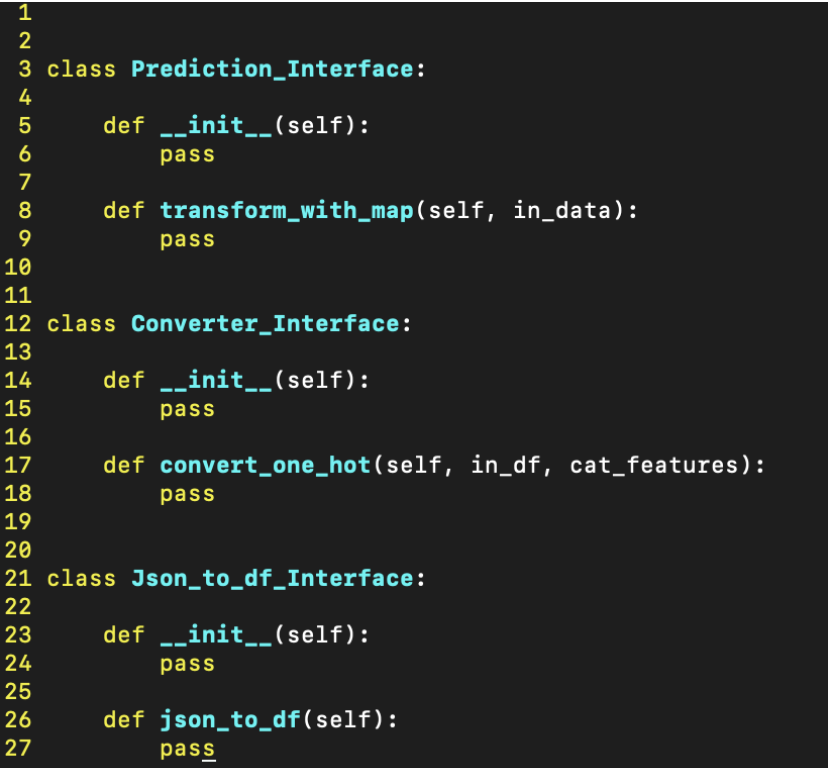 1
2
3 class Prediction_Interface:
4
5     def __init__(self):
6         pass
7
8     def transform_with_map(self, in_data):
9         pass
10
11
12 class Converter_Interface:
13
14     def __init__(self):
15         pass
16
17     def convert_one_hot(self, in_df, cat_features):
18         pass
19
20
21 class Json_to_df_Interface:
22
23     def __init__(self):
24         pass
25
26     def json_to_df(self):
27         pass